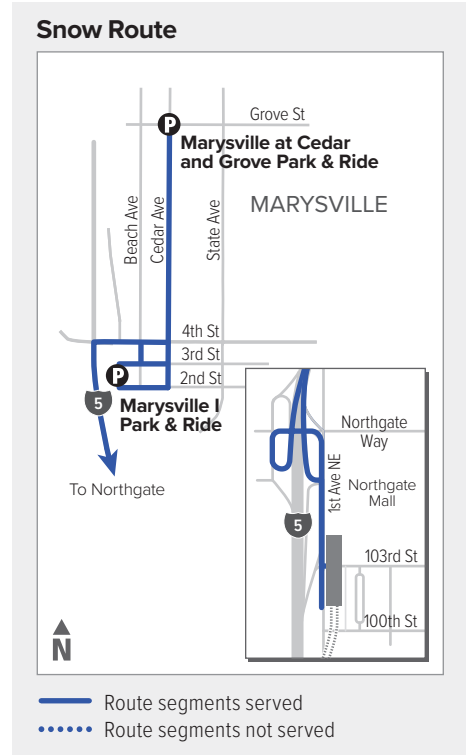 Snow Route
Grove St
P
Marysville at Cedar
and Grove Park & Ride
MARYSVILLE
Beach Ave
Cedar Ave
State Ave
4th St
3rd St
P
2nd St
5
Marysville I
Park & Ride
To Northgate
Northgate
Way
1st Ave NE
Northgate
Mall
5
103rd St
100th St
N
Route segments served
Route segments not served